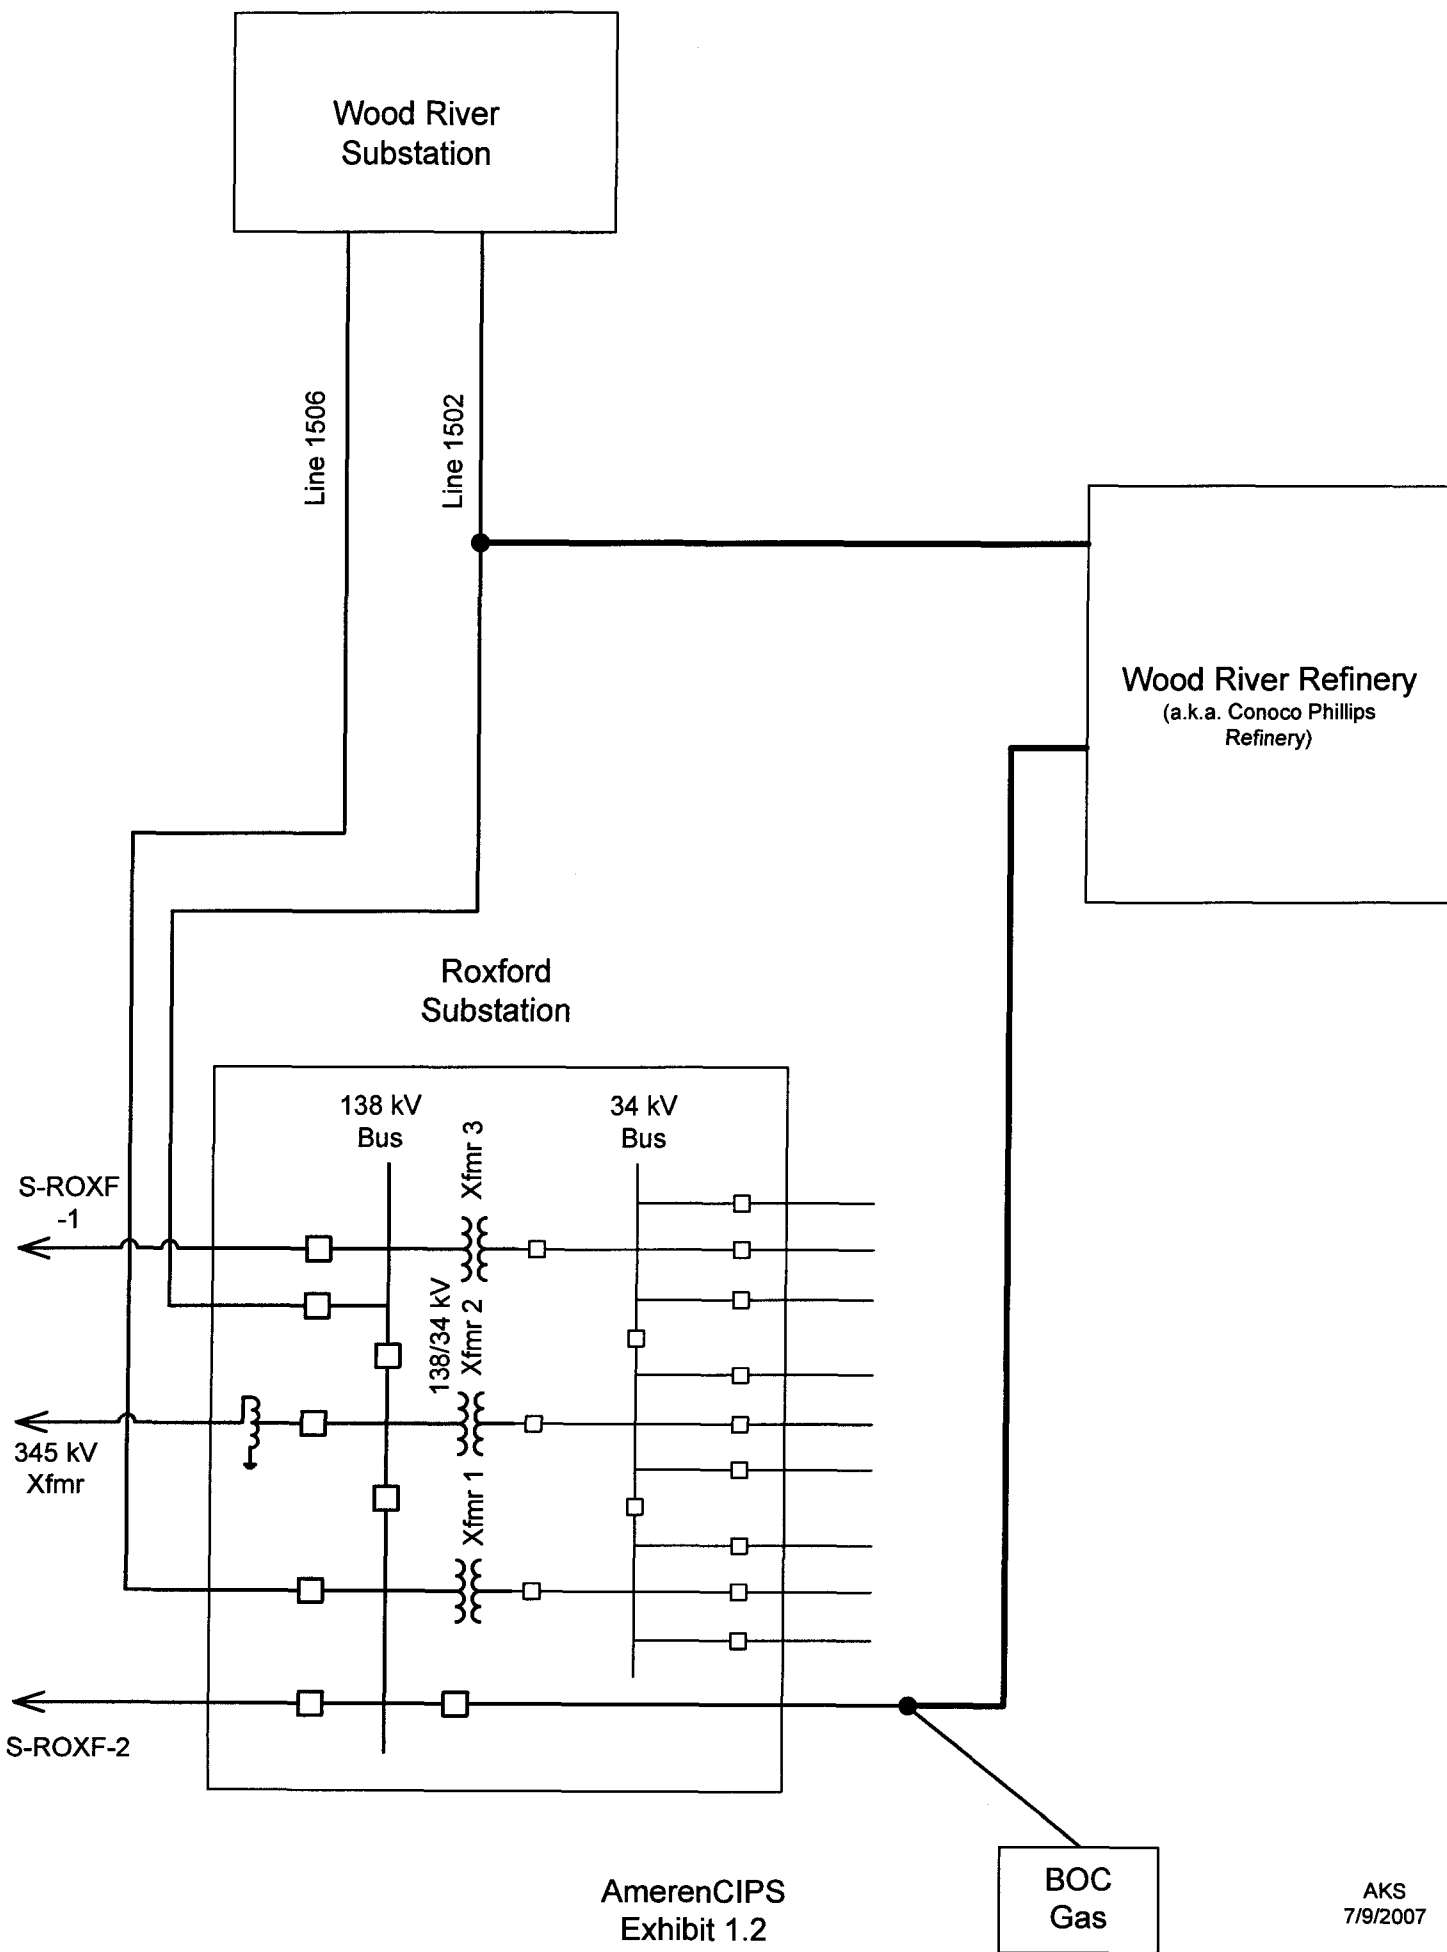 Wood River
Substation
Line 1506
Line 1502
Wood River Refinery
(a.k.a. Conoco Phillips
Refinery)
Roxford
Substation
138 kV
Bus
34 kV
Bus
Xfmr 3
S-ROXF
-1
138/34 kV
Xfmr 2
345 kV
Xfmr
Xfmr 1
S-ROXF-2
BOC
Gas
AmerenCIPS
Exhibit 1.2
AKS
7/9/2007